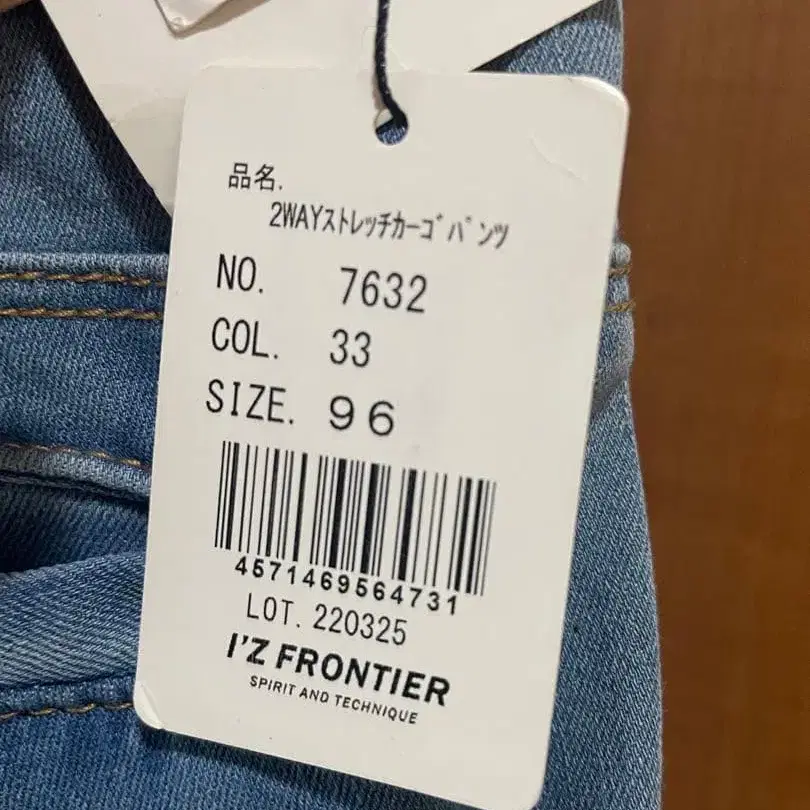 品名.
2WAYｽﾄﾚｯﾁｶｰｺﾞﾊﾟﾝﾂ
NO. 7632
COL. 33
SIZE. 96
4571469564731
LOT. 220325
I'Z FRONTIER
SPIRIT AND TECHNIQUE